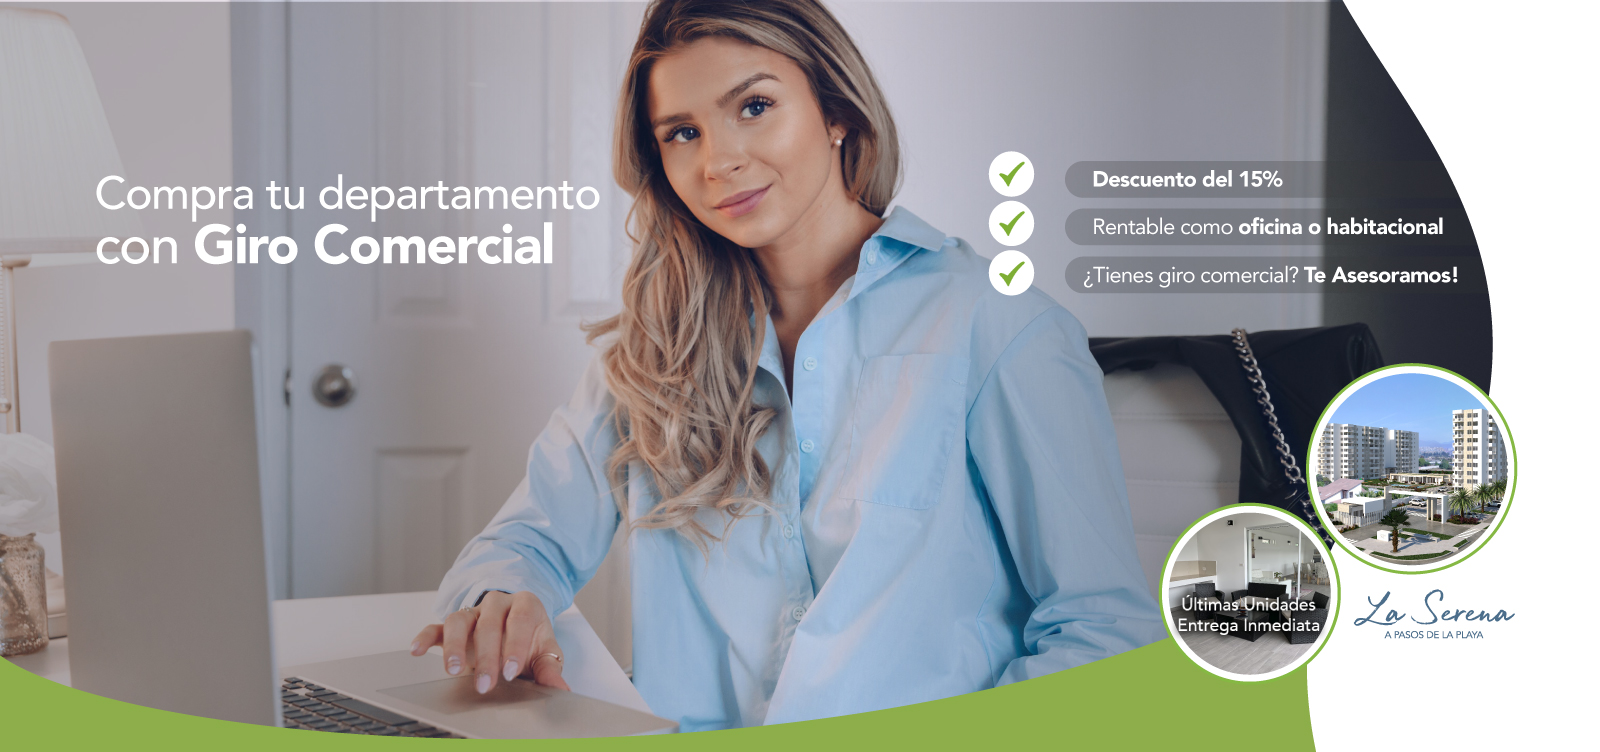 Compra tu departamento
con Giro Comercial
Descuento del 15%
Rentable como oficina o habitacional
¿Tienes giro comercial? Te Asesoramos!
Últimas Unidades
Entrega Inmediata
La Serena
A PASOS DE LA PLAYA